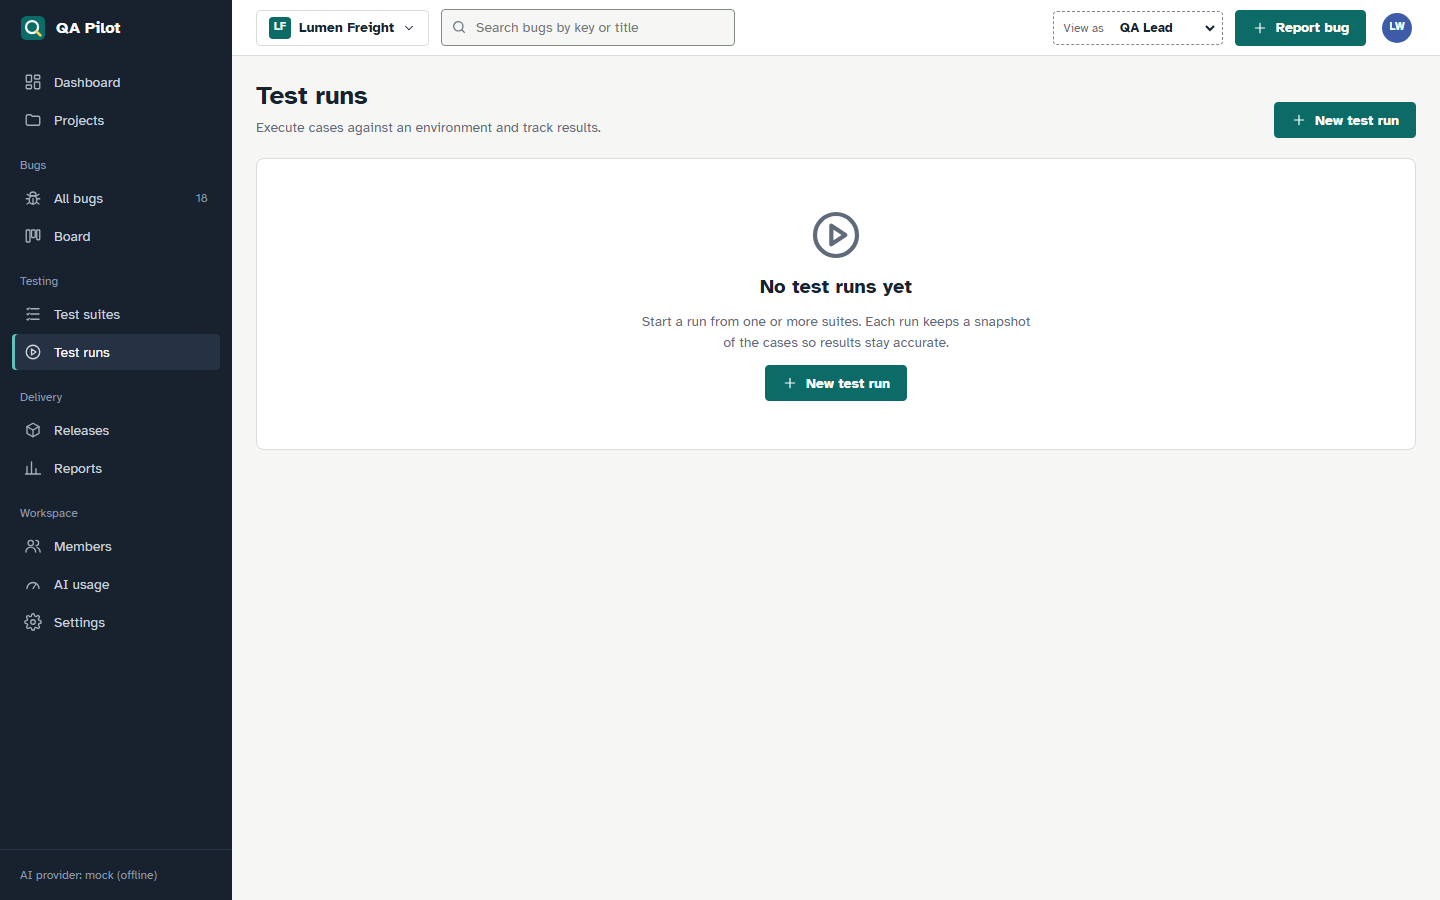 QA Pilot
Dashboard
Projects
Bugs
All bugs 18
Board
Testing
Test suites
Test runs
Delivery
Releases
Reports
Workspace
Members
AI usage
Settings
AI provider: mock (offline)
LF Lumen Freight
Search bugs by key or title
View as QA Lead
Report bug
LW
Test runs
Execute cases against an environment and track results.
New test run
No test runs yet
Start a run from one or more suites. Each run keeps a snapshot
of the cases so results stay accurate.
New test run